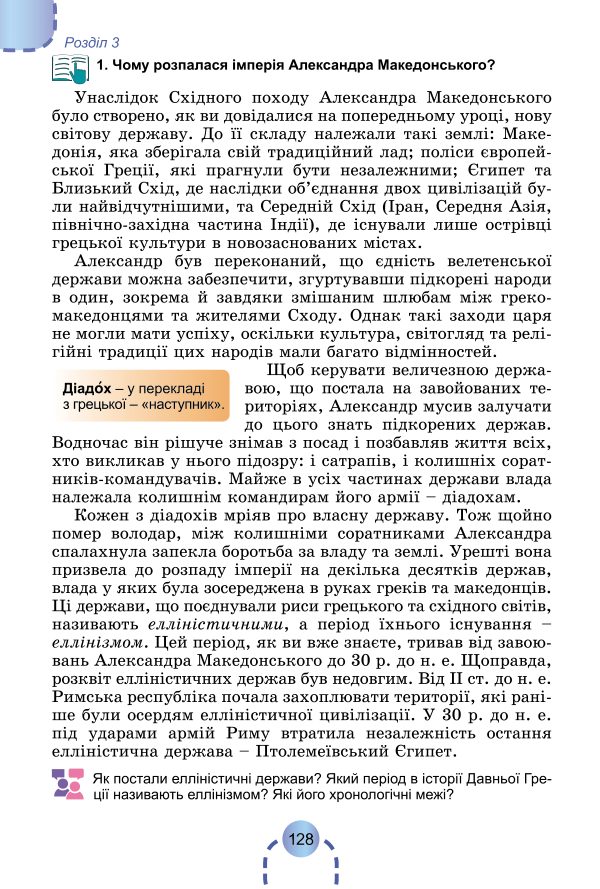 Розділ 3
1. Чому розпалася імперія Александра Македонського?
Унаслідок Східного походу Александра Македонського
було створено, як ви довідалися на попередньому уроці, нову
світову державу. До її складу належали такі землі: Маке-
донія, яка зберігала свій традиційний лад; поліси європей-
ської Греції, які прагнули бути незалежними; Єгипет та
Близький Схід, де наслідки об’єднання двох цивілізацій бу-
ли найвідчутнішими, та Середній Схід (Іран, Середня Азія,
північно-західна частина Індії), де існували лише острівці
грецької культури в новозаснованих містах.
Александр був переконаний, що єдність велетенської
держави можна забезпечити, згуртувавши підкорені народи
в один, зокрема й завдяки змішаним шлюбам між греко-
македонцями та жителями Сходу. Однак такі заходи царя
не могли мати успіху, оскільки культура, світогляд та релі-
гійні традиції цих народів мали багато відмінностей.
Діадо́х – у перекладі
з грецької – «наступник».
Щоб керувати величезною держа-
вою, що постала на завойованих те-
риторіях, Александр мусив залучати
до цього знать підкорених держав.
Водночас він рішуче знімав з посад і позбавляв життя всіх,
хто викликав у нього підозру: і сатрапів, і колишніх сорат-
ників-командувачів. Майже в усіх частинах держави влада
належала колишнім командирам його армії – діадохам.
Кожен з діадохів мріяв про власну державу. Тож щойно
помер володар, між колишніми соратниками Александра
спалахнула запекла боротьба за владу та землі. Урешті вона
призвела до розпаду імперії на декілька десятків держав,
влада у яких була зосереджена в руках греків та македонців.
Ці держави, що поєднували риси грецького та східного світів,
називають елліністичними, а період їхнього існування –
еллінізмом. Цей період, як ви вже знаєте, тривав від завою-
вань Александра Македонського до 30 р. до н. е. Щоправда,
розквіт елліністичних держав був недовгим. Від II ст. до н. е.
Римська республіка почала захоплювати території, які рані-
ше були осердям елліністичної цивілізації. У 30 р. до н. е.
під ударами армій Риму втратила незалежність остання
елліністична держава – Птолемеївський Єгипет.
Як постали елліністичні держави? Який період в історії Давньої Гре-
ції називають еллінізмом? Які його хронологічні межі?
128